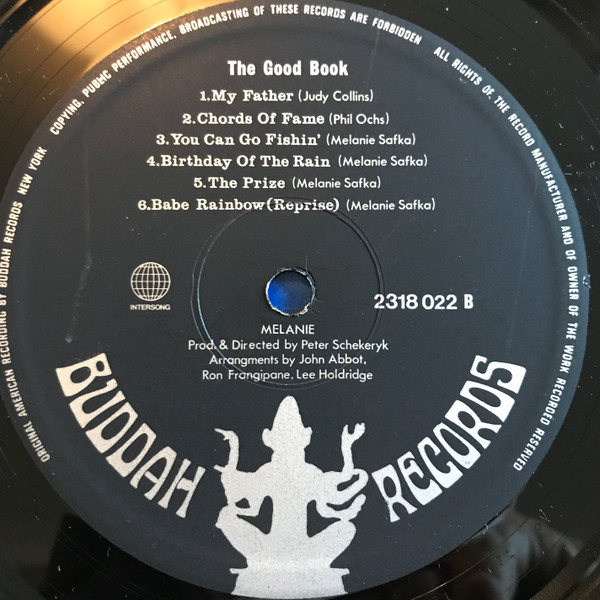 COPYING, PUBLIC PERFORMANCE, BROADCASTING OF THESE RECORDS ARE FORBIDDEN
ALL RIGHTS OF THE RECORD MANUFACTURER AND OF OWNER OF THE WORK RECORDED RESERVED
ORIGINAL AMERICAN RECORDING BY BUDDAH RECORDS NEW YORK
The Good Book
1.My Father (Judy Collins)
2.Chords Of Fame (Phil Ochs)
3.You Can Go Fishin' (Melanie Safka)
4.Birthday Of The Rain (Melanie Safka)
5.The Prize (Melanie Safka)
6.Babe Rainbow(Reprise) (Melanie Safka)
INTERSONG
2318 022 B
MELANIE
Prod. & Directed by Peter Schekeryk
Arrangments by John Abbot,
Ron Frangipane, Lee Holdridge
BUDDAH RECORDS